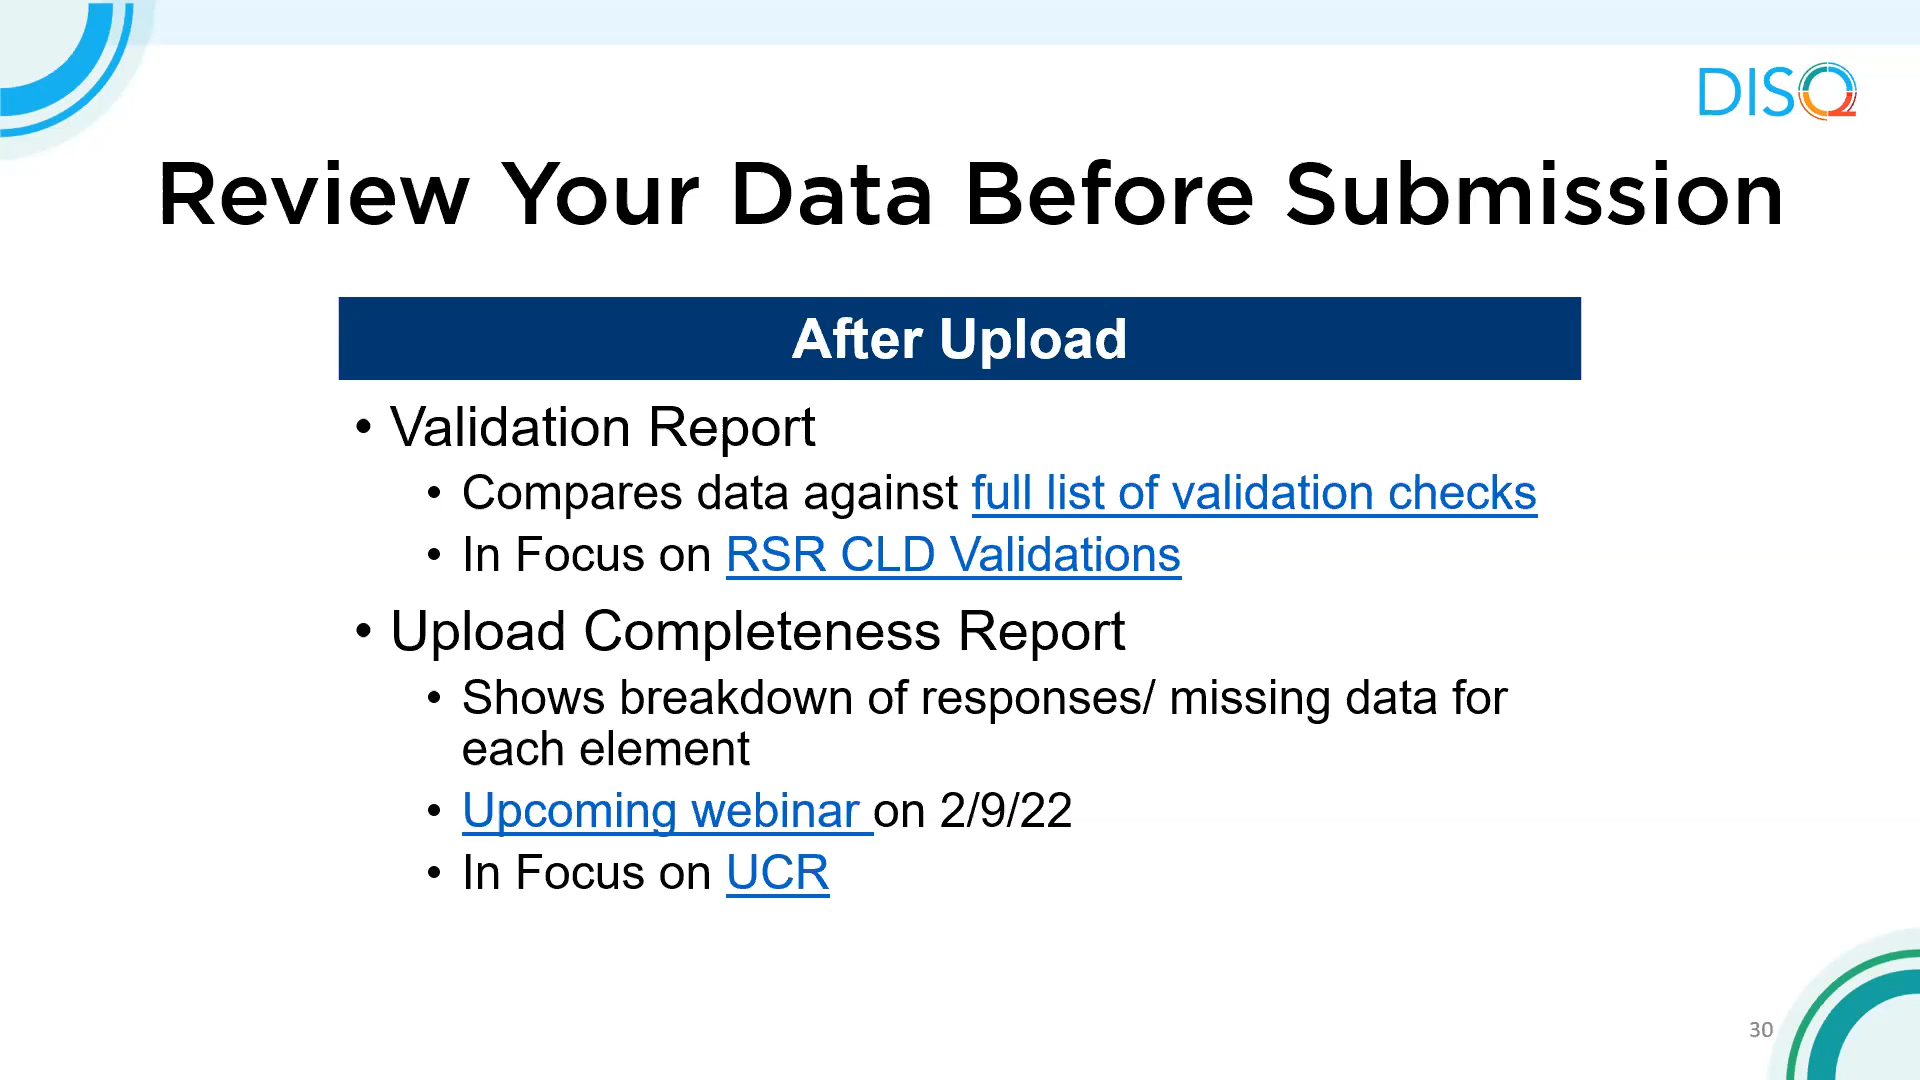 DISQ
Review Your Data Before Submission
After Upload
• Validation Report
• Compares data against full list of validation checks
• In Focus on RSR CLD Validations
• Upload Completeness Report
• Shows breakdown of responses/ missing data for
each element
• Upcoming webinar on 2/9/22
• In Focus on UCR
30